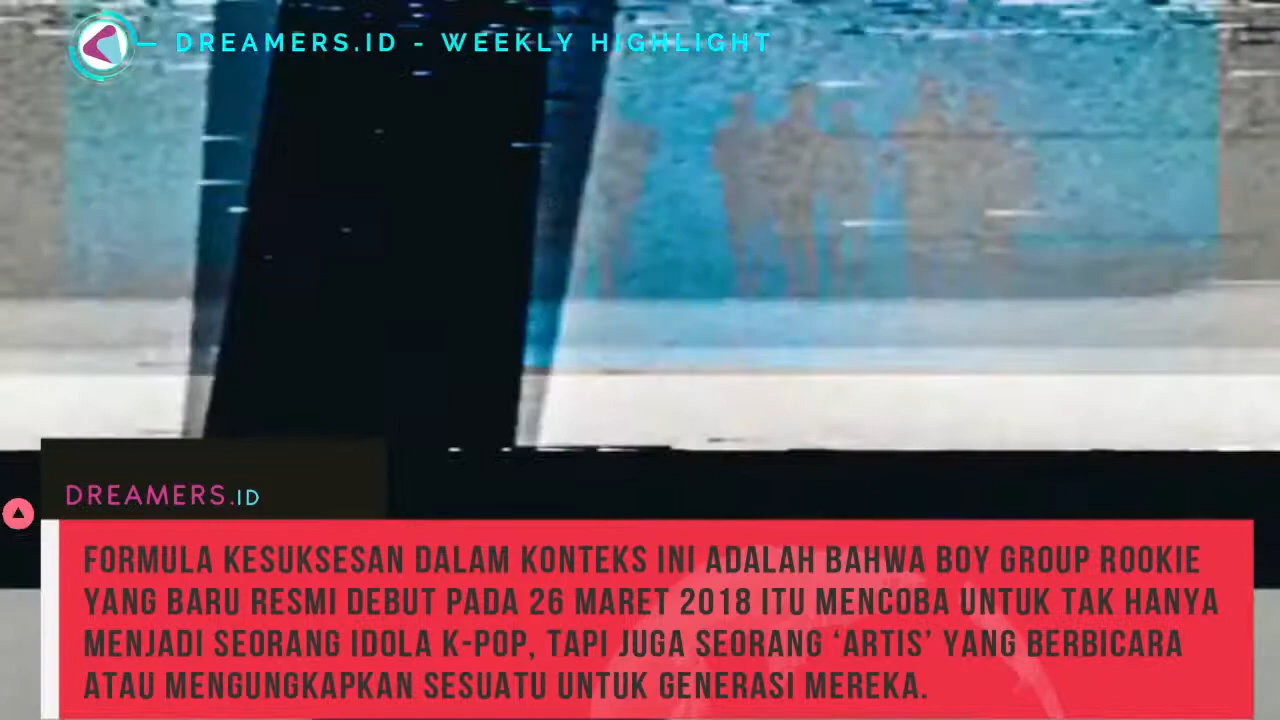 DREAMERS.ID - WEEKLY HIGHLIGHT
DREAMERS.ID
FORMULA KESUKSESAN DALAM KONTEKS INI ADALAH BAHWA BOY GROUP ROOKIE
YANG BARU RESMI DEBUT PADA 26 MARET 2018 ITU MENCOBA UNTUK TAK HANYA
MENJADI SEORANG IDOLA K-POP, TAPI JUGA SEORANG ‘ARTIS’ YANG BERBICARA
ATAU MENGUNGKAPKAN SESUATU UNTUK GENERASI MEREKA.